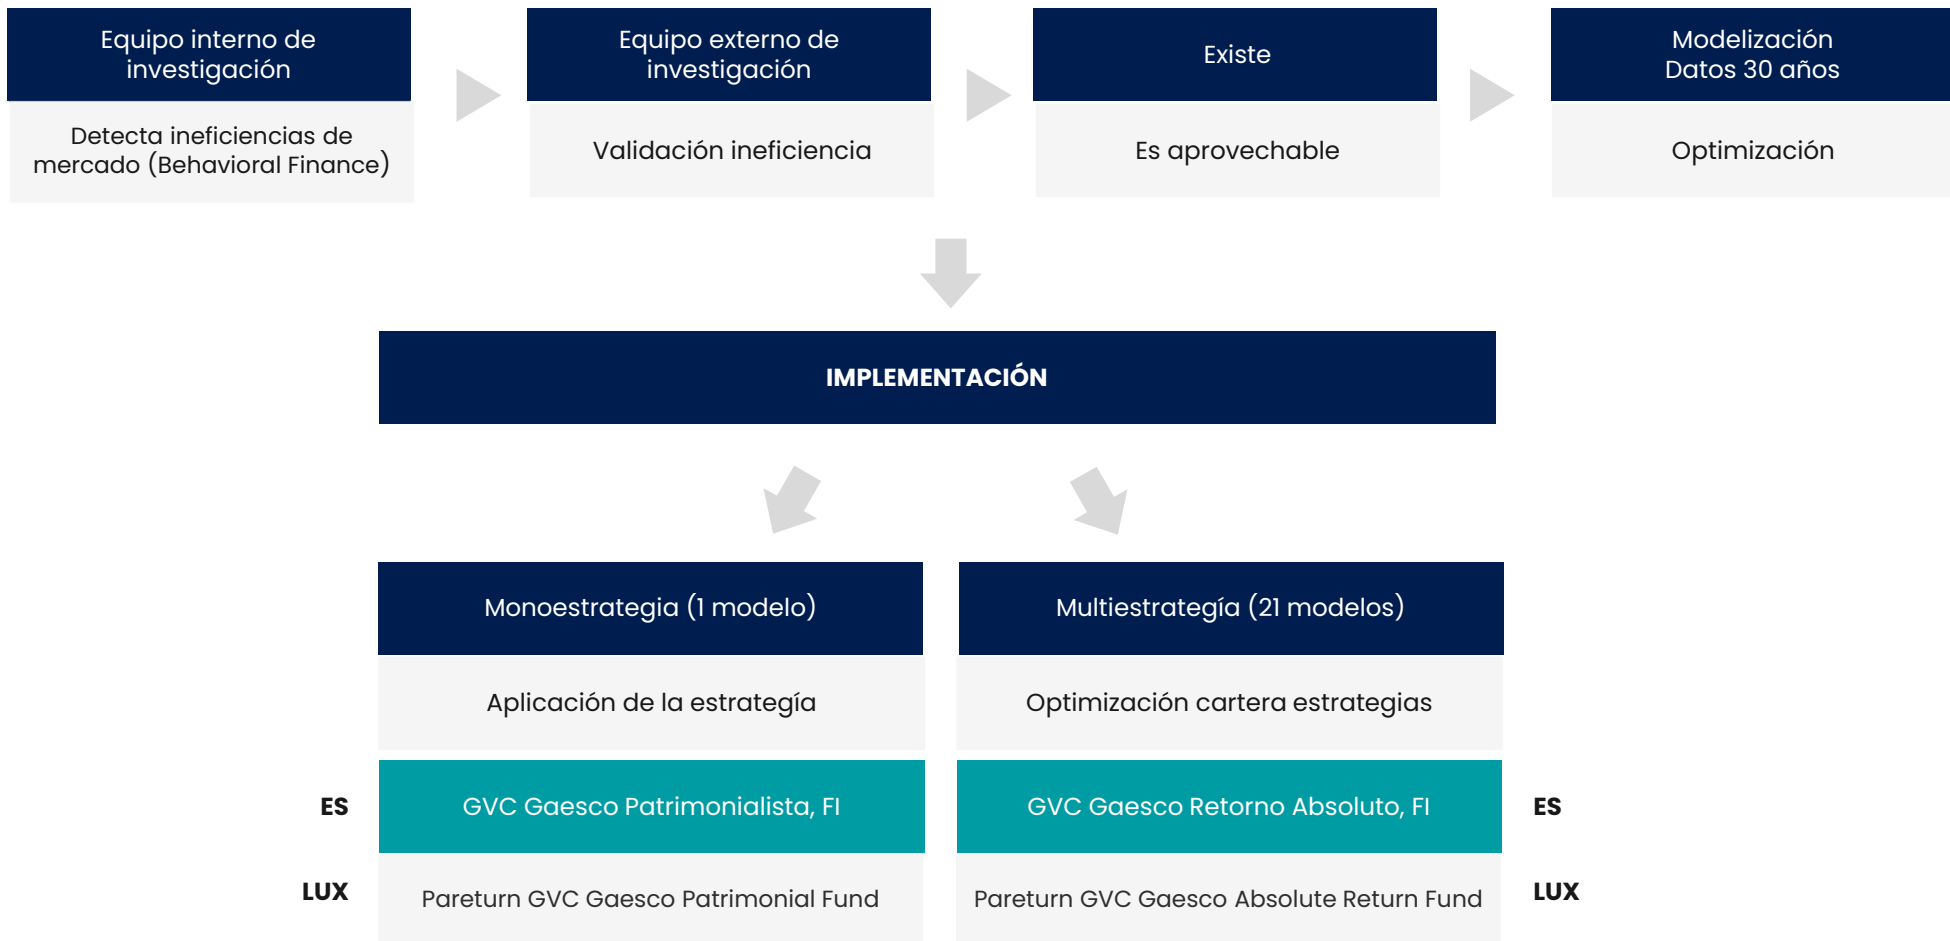 Equipo interno de
investigación
Detecta ineficiencias de
mercado (Behavioral Finance)
Equipo externo de
investigación
Validación ineficiencia
Existe
Es aprovechable
Modelización
Datos 30 años
Optimización
IMPLEMENTACIÓN
Monoestrategia (1 modelo)
Multiestrategía (21 modelos)
Aplicación de la estrategía
Optimización cartera estrategias
ES
GVC Gaesco Patrimonialista, FI
GVC Gaesco Retorno Absoluto, FI
ES
LUX
Pareturn GVC Gaesco Patrimonial Fund
Pareturn GVC Gaesco Absolute Return Fund
LUX